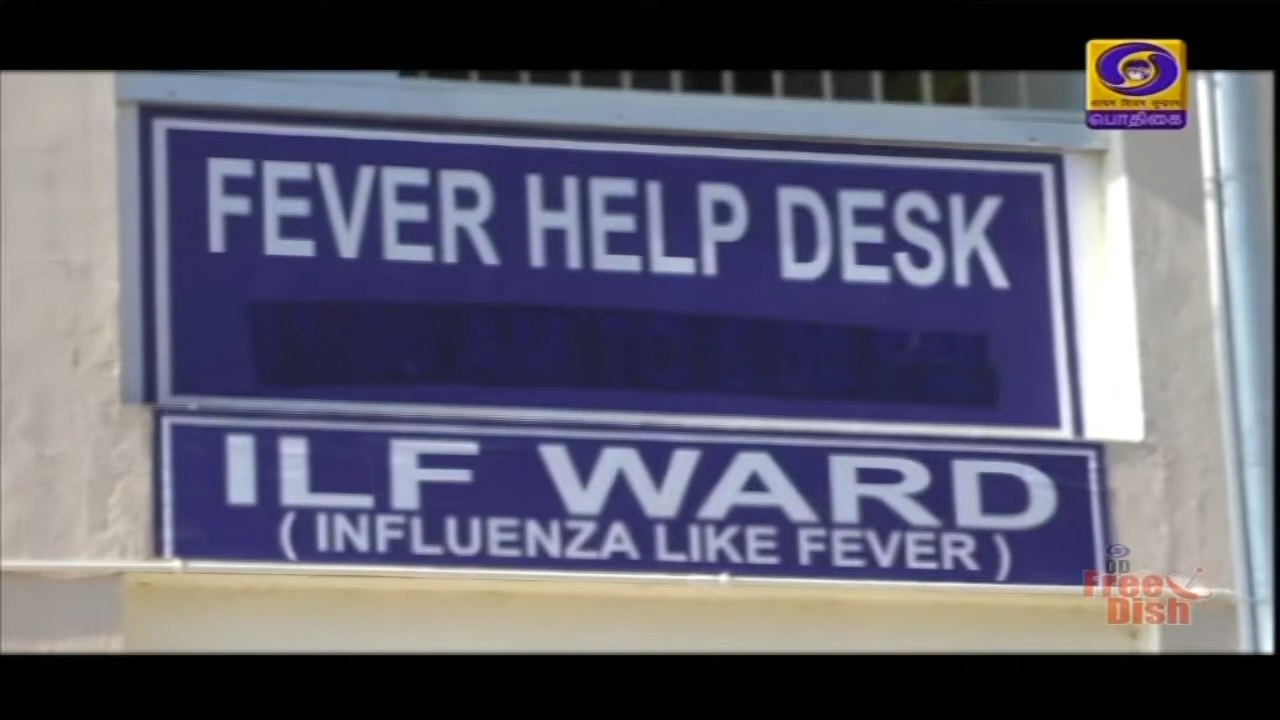 பொதிகை
FEVER HELP DESK
ILF WARD
( INFLUENZA LIKE FEVER )
DD
Free
Dish